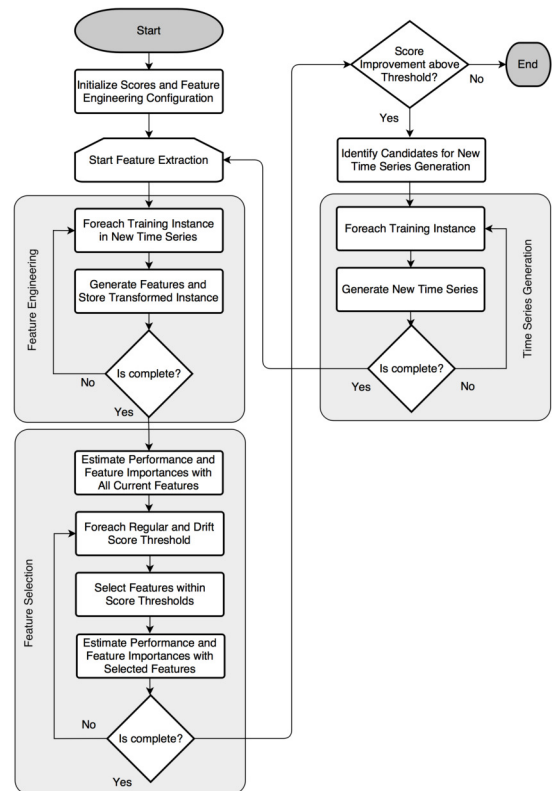 Start
Initialize Scores and Feature
Engineering Configuration
Start Feature Extraction
Feature Engineering
Foreach Training Instance
in New Time Series
Generate Features and
Store Transformed Instance
Is complete?
No
Yes
Feature Selection
Estimate Performance and
Feature Importances with
All Current Features
Foreach Regular and Drift
Score Threshold
Select Features within
Score Thresholds
Estimate Performance and
Feature Importances with
Selected Features
Is complete?
No
Yes
Score
Improvement above
Threshold?
No
End
Yes
Identify Candidates for New
Time Series Generation
Time Series Generation
Foreach Training Instance
Generate New Time Series
Is complete?
Yes
No